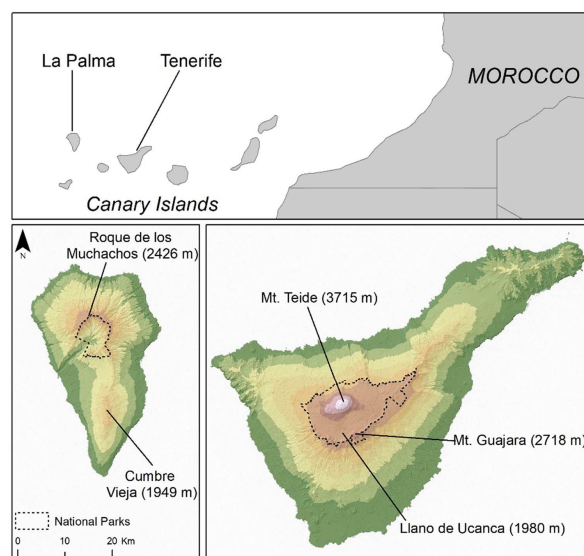 La Palma
Tenerife
MOROCCO
Canary Islands
N
Roque de los
Muchachos (2426 m)
Cumbre
Vieja (1949 m)
National Parks
0 10 20 Km
Mt. Teide (3715 m)
Mt. Guajara (2718 m)
Llano de Ucanca (1980 m)